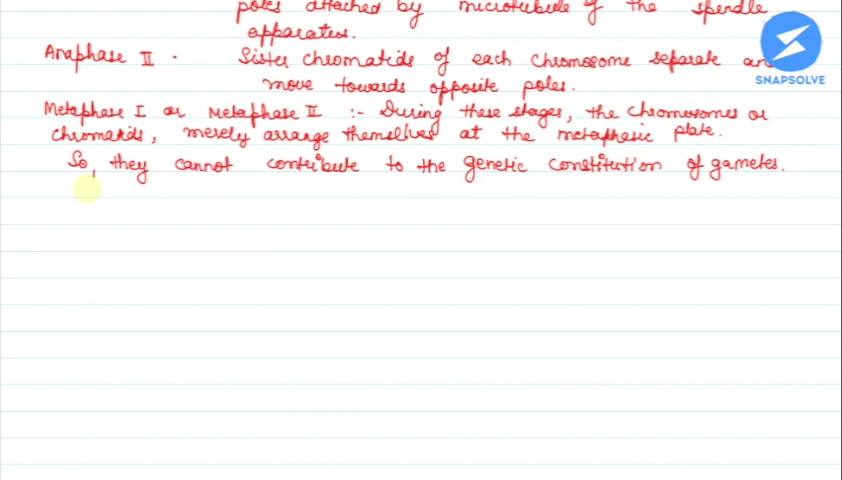 poles attached by microtubule of the spindle
apparatus.
SNAPSOLVE
Anaphase II . Sister chromatids of each chromosome separate an
move towards opposite poles.
Metaphase I or Metaphase II :- During these stages, the chromosomes or
chromatids, merely arrange themselves at the metaphasic plate.
So, they cannot contribute to the genetic constitution of gametes.